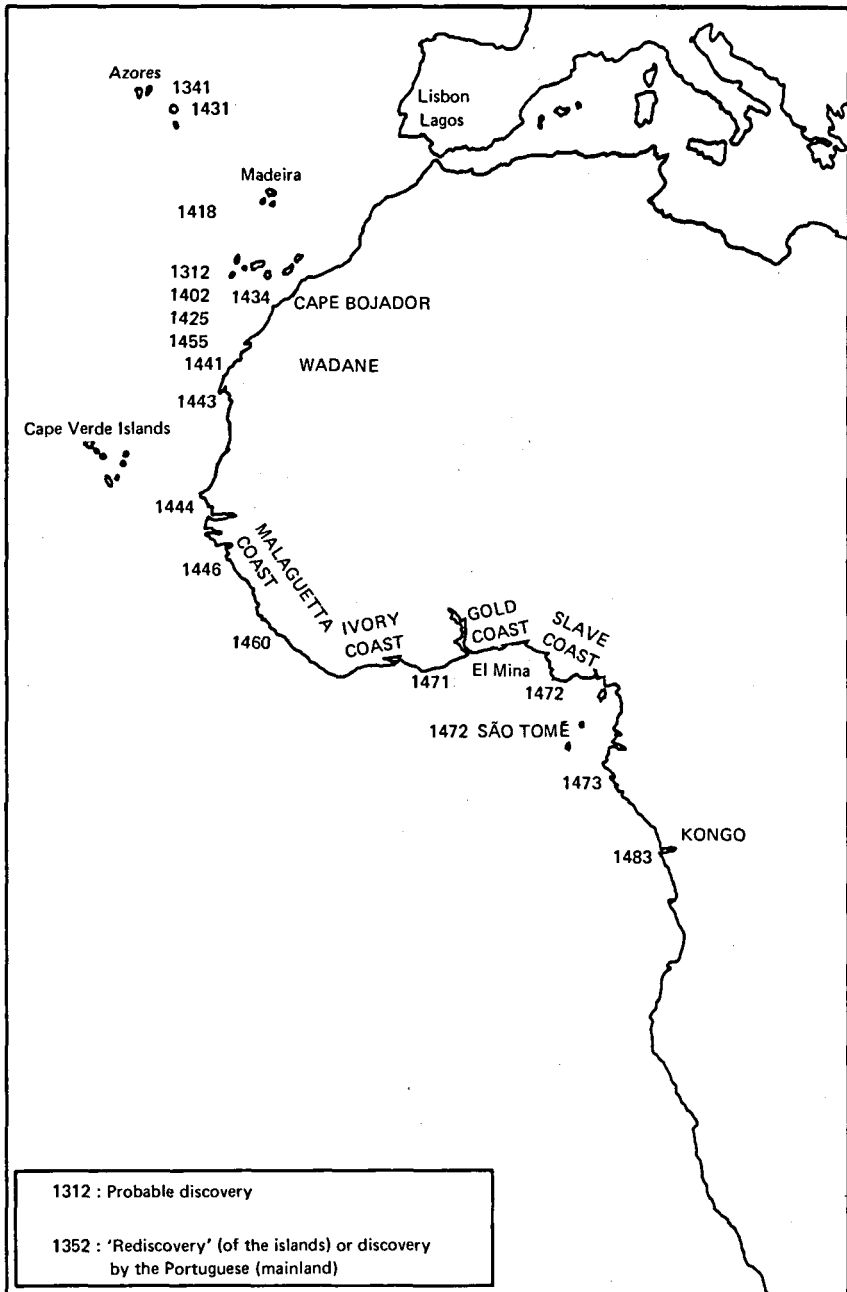 Azores
1341
1431
Lisbon
Lagos
Madeira
1418
1312
1402
1434
CAPE BOJADOR
1425
1455
1441
WADANE
1443
Cape Verde Islands
1444
MALAGUETTA
COAST
1446
1460
IVORY
COAST
GOLD
COAST
SLAVE
COAST
1471
El Mina
1472
1472 SÃO TOMÉ
1473
KONGO
1483
1312 : Probable discovery
1352 : 'Rediscovery' (of the islands) or discovery
by the Portuguese (mainland)